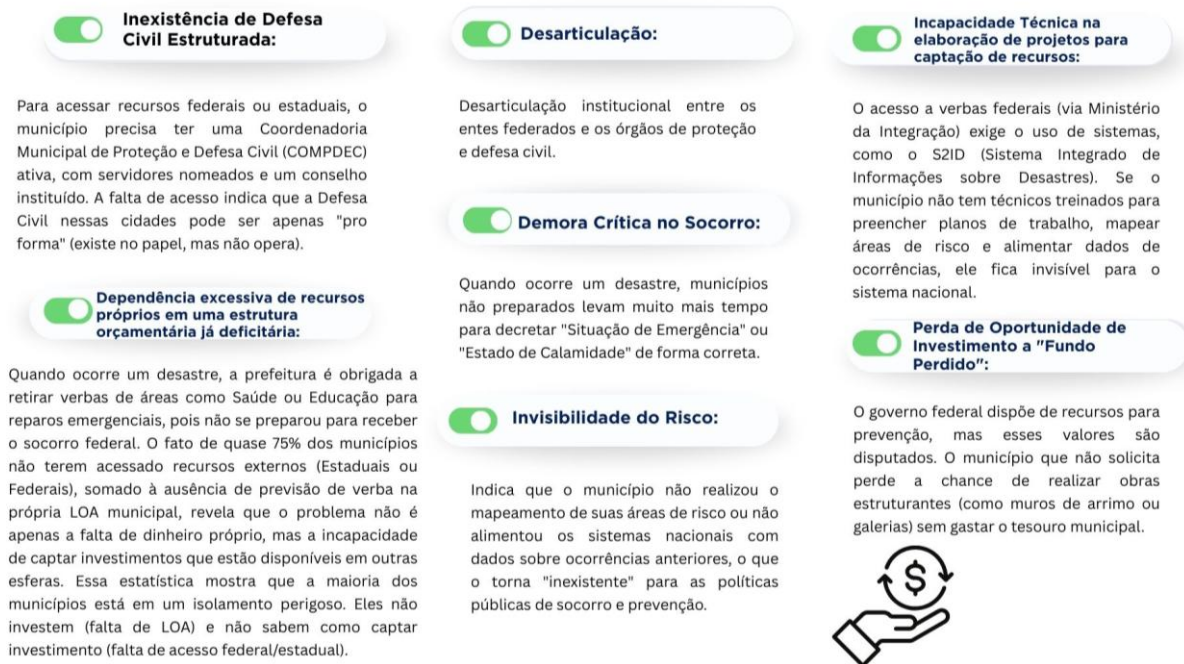 Inexistência de Defesa
Civil Estruturada:
Para acessar recursos federais ou estaduais, o
município precisa ter uma Coordenadoria
Municipal de Proteção e Defesa Civil (COMPDEC)
ativa, com servidores nomeados e um conselho
instituído. A falta de acesso indica que a Defesa
Civil nessas cidades pode ser apenas "pro
forma" (existe no papel, mas não opera).
Dependência excessiva de recursos
próprios em uma estrutura
orçamentária já deficitária:
Quando ocorre um desastre, a prefeitura é obrigada a
retirar verbas de áreas como Saúde ou Educação para
reparos emergenciais, pois não se preparou para receber
o socorro federal. O fato de quase 75% dos municípios
não terem acessado recursos externos (Estaduais ou
Federais), somado à ausência de previsão de verba na
própria LOA municipal, revela que o problema não é
apenas a falta de dinheiro próprio, mas a incapacidade
de captar investimentos que estão disponíveis em outras
esferas. Essa estatística mostra que a maioria dos
municípios está em um isolamento perigoso. Eles não
investem (falta de LOA) e não sabem como captar
investimento (falta de acesso federal/estadual).
Desarticulação:
Desarticulação institucional entre os
entes federados e os órgãos de proteção
e defesa civil.
Demora Crítica no Socorro:
Quando ocorre um desastre, municípios
não preparados levam muito mais tempo
para decretar "Situação de Emergência" ou
"Estado de Calamidade" de forma correta.
Invisibilidade do Risco:
Indica que o município não realizou o
mapeamento de suas áreas de risco ou não
alimentou os sistemas nacionais com
dados sobre ocorrências anteriores, o que
o torna "inexistente" para as políticas
públicas de socorro e prevenção.
Incapacidade Técnica na
elaboração de projetos para
captação de recursos:
O acesso a verbas federais (via Ministério
da Integração) exige o uso de sistemas,
como o S2ID (Sistema Integrado de
Informações sobre Desastres). Se o
município não tem técnicos treinados para
preencher planos de trabalho, mapear
áreas de risco e alimentar dados de
ocorrências, ele fica invisível para o
sistema nacional.
Perda de Oportunidade de
Investimento a "Fundo
Perdido":
O governo federal dispõe de recursos para
prevenção, mas esses valores são
disputados. O município que não solicita
perde a chance de realizar obras
estruturantes (como muros de arrimo ou
galerias) sem gastar o tesouro municipal.
$